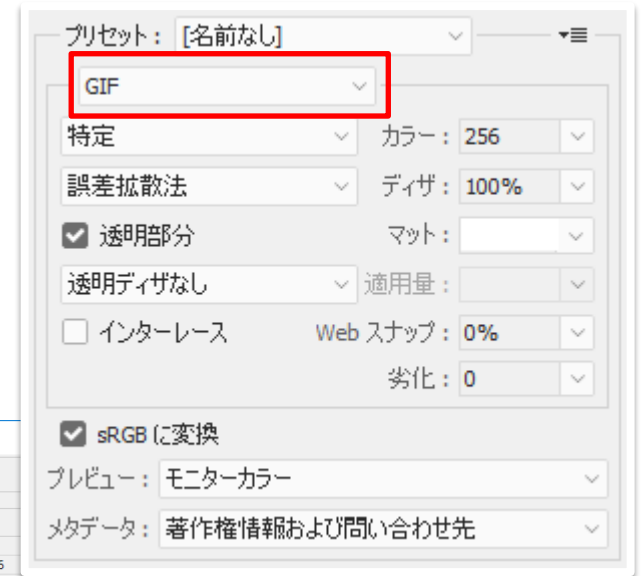 プリセット： [名前なし]
GIF
特定 カラー： 256
誤差拡散法 ディザ： 100%
透明部分 マット：
透明ディザなし 適用量：
インターレース Web スナップ： 0%
劣化： 0
sRGB に変換
プレビュー： モニターカラー
メタデータ： 著作権情報および問い合わせ先
6